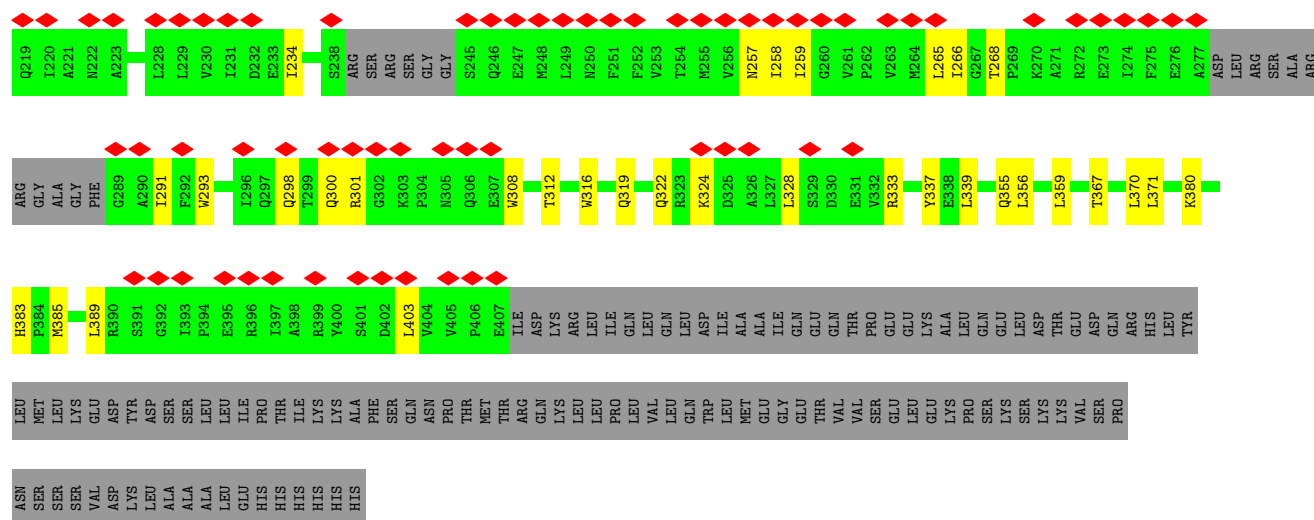 Q219 I220 A221 N222 A223 L228 L229 V230 I231 D232 E233 I234 S238 ARG SER ARG SER GLY GLY S245 Q246 E247 M248 L249 N250 F251 F252 V253 T254 M255 V256 N257 I258 I259 G260 V261 P262 V263 M264 L265 I266 G267 T268 P269 K270 A271 R272 E273 I274 F275 E276 A277 ASP LEU ARG SER ALA ARG
ARG GLY ALA GLY PHE G289 A290 I291 F292 W293 I296 Q297 Q298 T299 Q300 R301 G302 K303 P304 N305 Q306 E307 W308 T312 W316 Q319 Q322 R323 K324 D325 A326 L327 L328 S329 D330 E331 V332 R333 Y337 E338 L339 Q355 L356 L359 T367 L370 L371 K380
H383 P384 M385 L389 R390 S391 G392 I393 P394 E395 R396 I397 A398 R399 Y400 S401 D402 L403 V404 V405 P406 E407 ILE ASP LYS ARG LEU ILE GLN LEU GLN LEU ASP ILE ALA ALA ILE GLN GLU GLN THR PRO GLU GLU LYS ALA LEU GLN GLU LEU ASP THR GLU ASP GLN ARG HIS LEU TYR
LEU MET LEU LYS GLU ASP TYR ASP SER SER LEU LEU ILE PRO THR ILE LYS LYS ALA PHE SER GLN ASN PRO THR MET THR ARG GLN LYS LEU LEU PRO LEU VAL LEU GLN TRP LEU MET GLU GLY GLU THR VAL VAL SER GLU LEU GLU LYS PRO SER LYS SER LYS LYS VAL SER PRO
ASN SER SER SER VAL ASP LYS LEU ALA ALA ALA LEU GLU HIS HIS HIS HIS HIS HIS